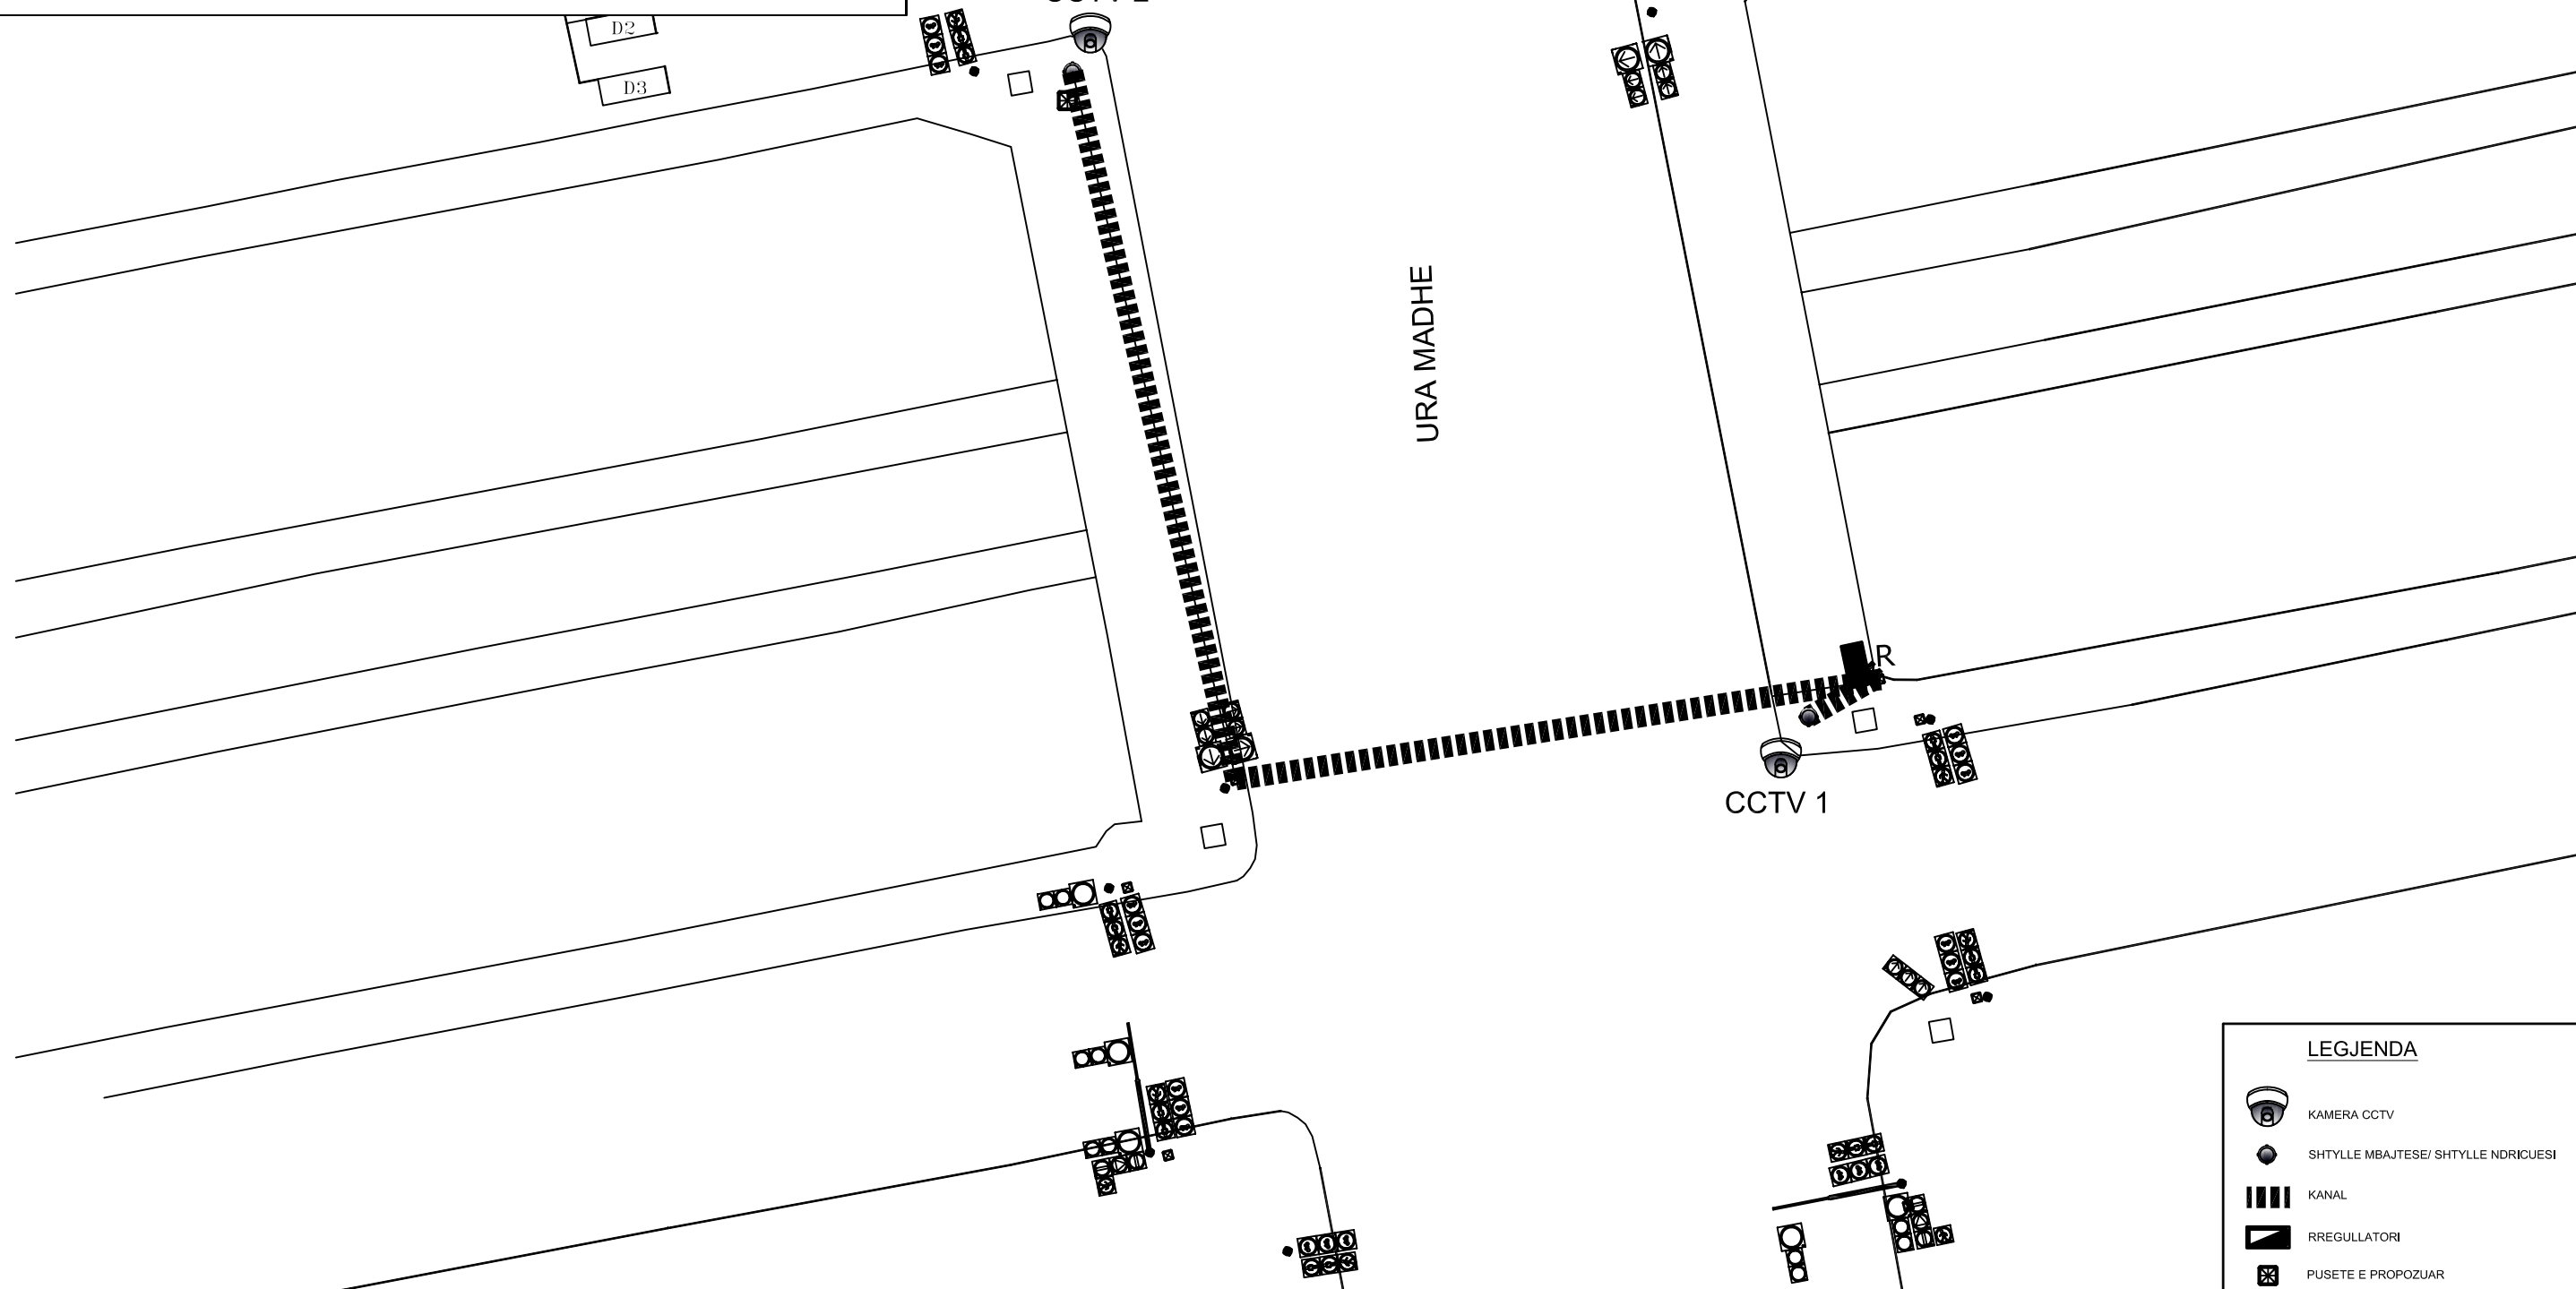 D2
D3
URA MADHE
R
CCTV 1
LEGJENDA
KAMERA CCTV
SHTYLLE MBAJTESE/ SHTYLLE NDRICUESI
KANAL
RREGULLATORI
PUSETE E PROPOZUAR